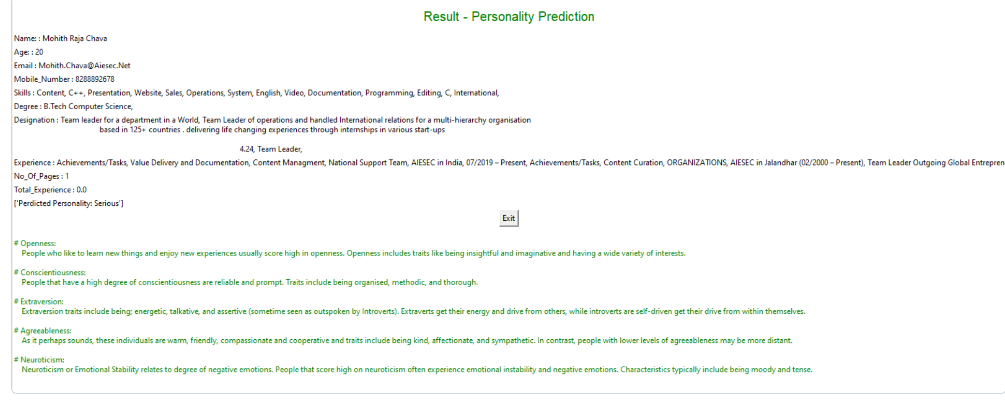 Result - Personality Prediction
Name: : Mohith Raja Chava
Age: : 20
Email : Mohith.Chava@Aiesec.Net
Mobile_Number : 8288892678
Skills : Content, C++, Presentation, Website, Sales, Operations, System, English, Video, Documentation, Programming, Editing, C, International,
Degree : B.Tech Computer Science,
Designation : Team leader for a department in a World, Team Leader of operations and handled International relations for a multi-hierarchy organisation
based in 125+ countries . delivering life changing experiences through internships in various start-ups
4.24, Team Leader,
Experience : Achievements/Tasks, Value Delivery and Documentation, Content Managment, National Support Team, AIESEC in India, 07/2019 – Present, Achievements/Tasks, Content Curation, ORGANIZATIONS, AIESEC in Jalandhar (02/2000 – Present), Team Leader Outgoing Global Entrepren
No_Of_Pages : 1
Total_Experience : 0.0
['Perdicted Personality: Serious']
Exit
# Openness:
People who like to learn new things and enjoy new experiences usually score high in openness. Openness includes traits like being insightful and imaginative and having a wide variety of interests.
# Conscientiousness:
People that have a high degree of conscientiousness are reliable and prompt. Traits include being organised, methodic, and thorough.
# Extraversion:
Extraversion traits include being; energetic, talkative, and assertive (sometime seen as outspoken by Introverts). Extraverts get their energy and drive from others, while introverts are self-driven get their drive from within themselves.
# Agreeableness:
As it perhaps sounds, these individuals are warm, friendly, compassionate and cooperative and traits include being kind, affectionate, and sympathetic. In contrast, people with lower levels of agreeableness may be more distant.
# Neuroticism:
Neuroticism or Emotional Stability relates to degree of negative emotions. People that score high on neuroticism often experience emotional instability and negative emotions. Characteristics typically include being moody and tense.